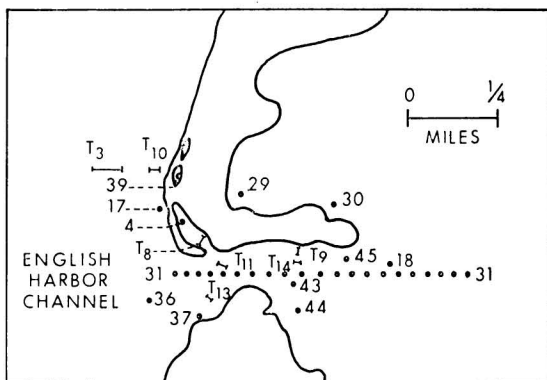 0 1/4
MILES
T3 T10
39
29
17
30
4
T8
ENGLISH
HARBOR
CHANNEL
T11 T14 T9 45 18
31 31
36 T13 43
37 44